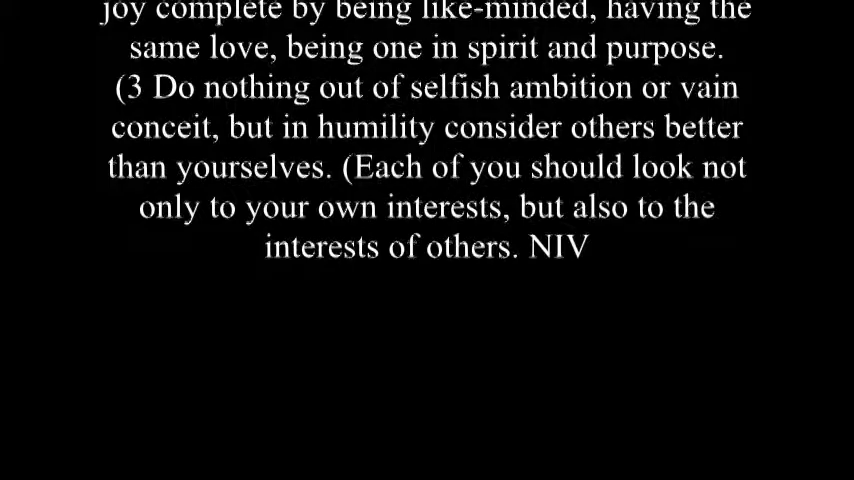 joy complete by being like-minded, having the
same love, being one in spirit and purpose.
(3 Do nothing out of selfish ambition or vain
conceit, but in humility consider others better
than yourselves. (Each of you should look not
only to your own interests, but also to the
interests of others. NIV